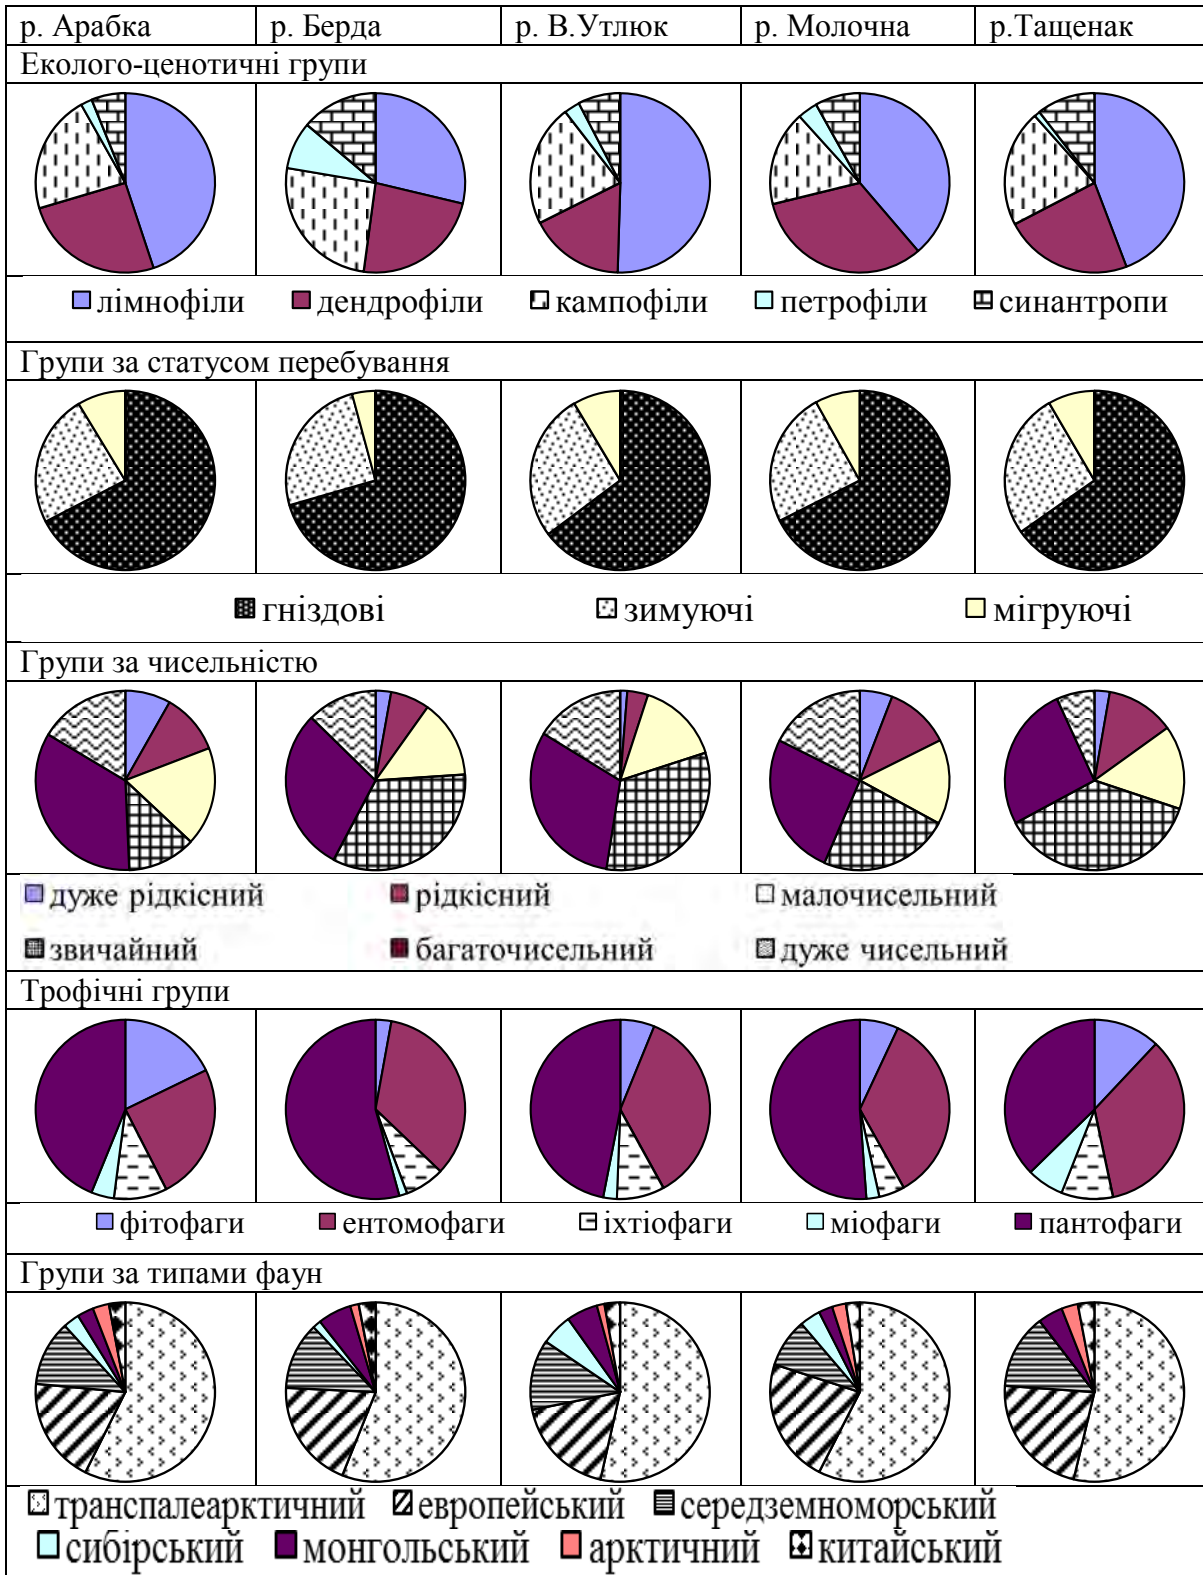 р. Арабка р. Берда р. В.Утлюк р. Молочна р.Тащенак
Еколого-ценотичні групи
лімнофіли дендрофіли кампофіли петрофіли синантропи
Групи за статусом перебування
гніздові зимуючі мігруючі
Групи за чисельністю
дуже рідкісний рідкісний малочисельний
звичайний багаточисельний дуже чисельний
Трофічні групи
фітофаги ентомофаги іхтіофаги міофаги пантофаги
Групи за типами фаун
транспалеарктичний европейський середземноморський
сибірський монгольський арктичний китайський